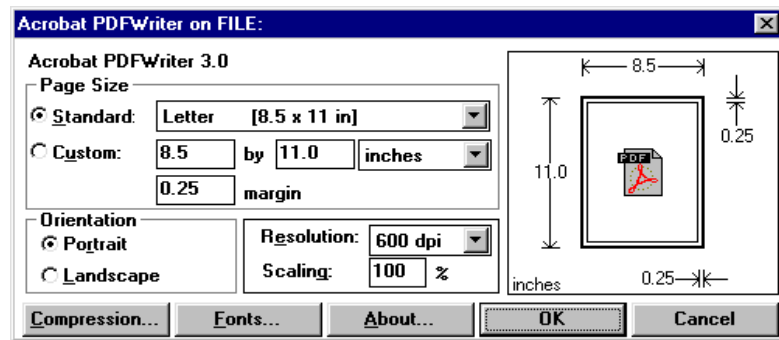 Acrobat PDFWriter on FILE:
Acrobat PDFWriter 3.0
Page Size
Standard: Letter [8.5 x 11 in]
Custom: 8.5 by 11.0 inches
0.25 margin
Orientation
Portrait
Landscape
Resolution: 600 dpi
Scaling: 100 %
8.5
0.25
11.0
PDF
inches
0.25
Compression... Fonts... About... OK Cancel